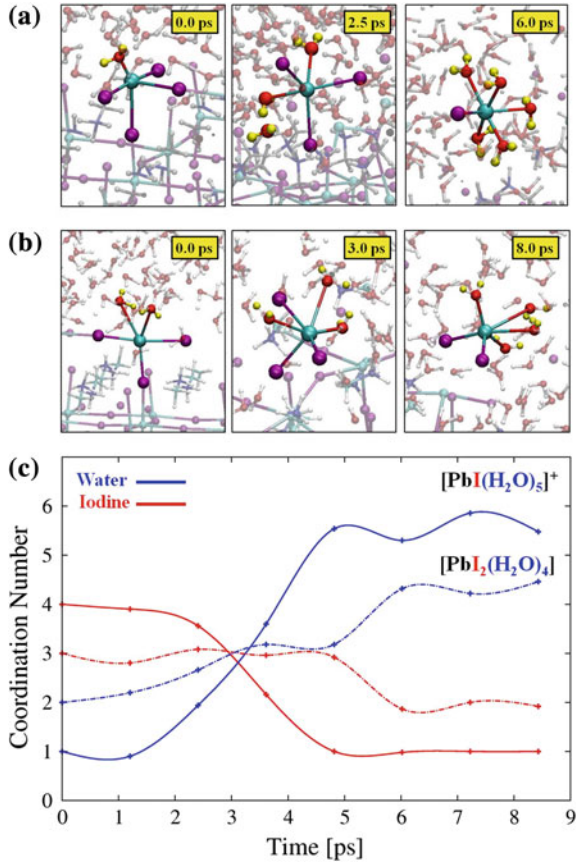 (a)
0.0 ps
2.5 ps
6.0 ps
(b)
0.0 ps
3.0 ps
8.0 ps
(c)
Water
Iodine
[PbI(H₂O)₅]⁺
[PbI₂(H₂O)₄]
Coordination Number
6
5
4
3
2
1
0
0 1 2 3 4 5 6 7 8 9
Time [ps]